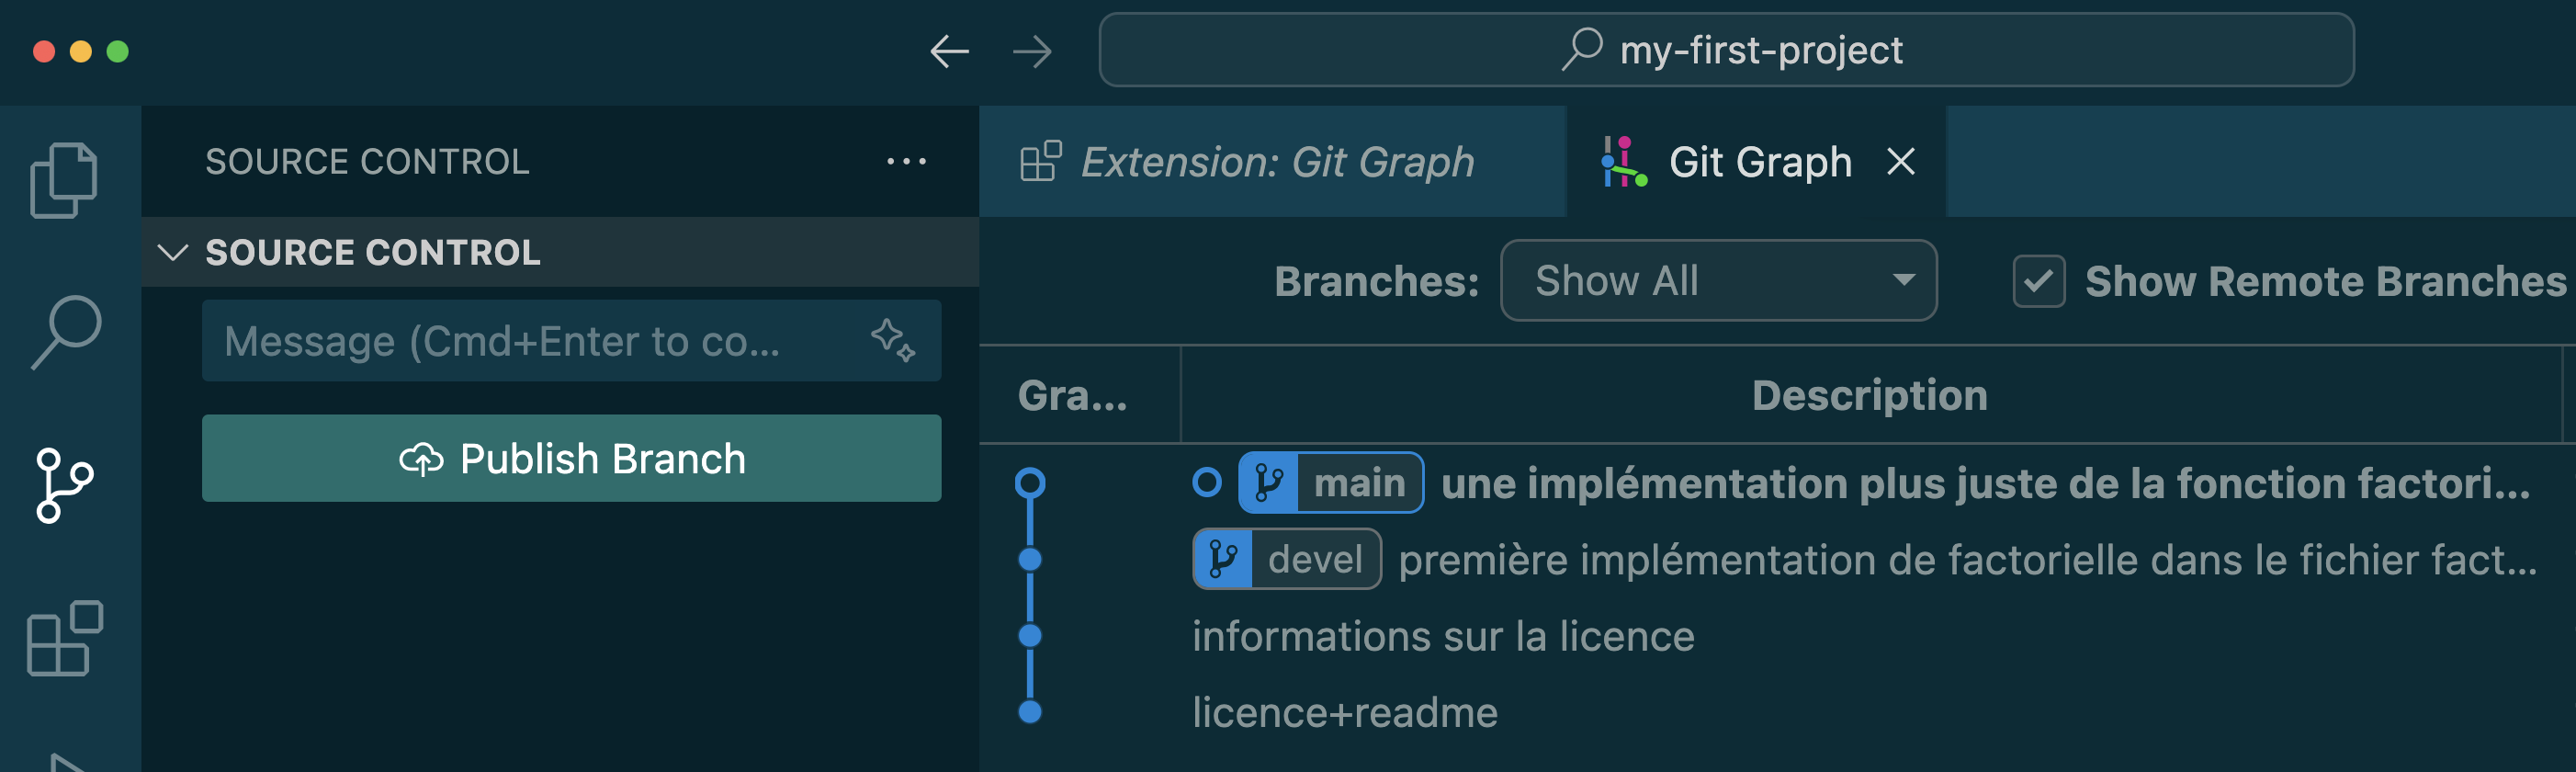 my-first-project
SOURCE CONTROL
Extension: Git Graph
Git Graph
SOURCE CONTROL
Message (Cmd+Enter to co...
Publish Branch
Branches:
Show All
Show Remote Branches
Gra...
Description
main
une implémentation plus juste de la fonction factori...
devel
première implémentation de factorielle dans le fichier fact...
informations sur la licence
licence+readme